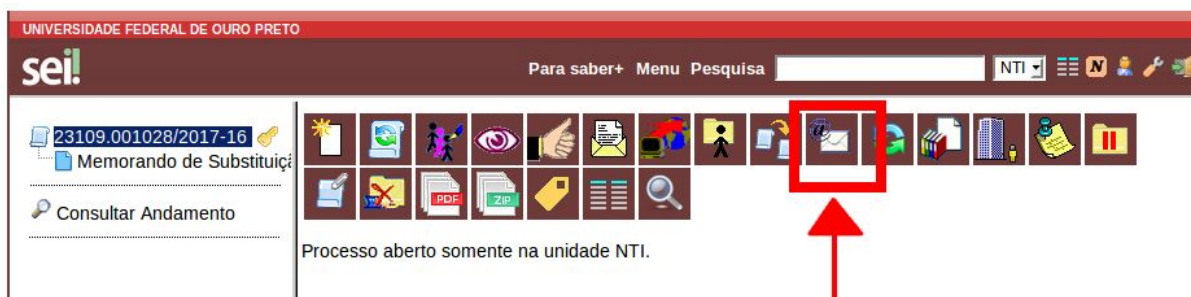 UNIVERSIDADE FEDERAL DE OURO PRETO
sei!
Para saber+ Menu Pesquisa
NTI
N
23109.001028/2017-16
Memorando de Substituiçã
Consultar Andamento
@
PDF
ZIP
Processo aberto somente na unidade NTI.